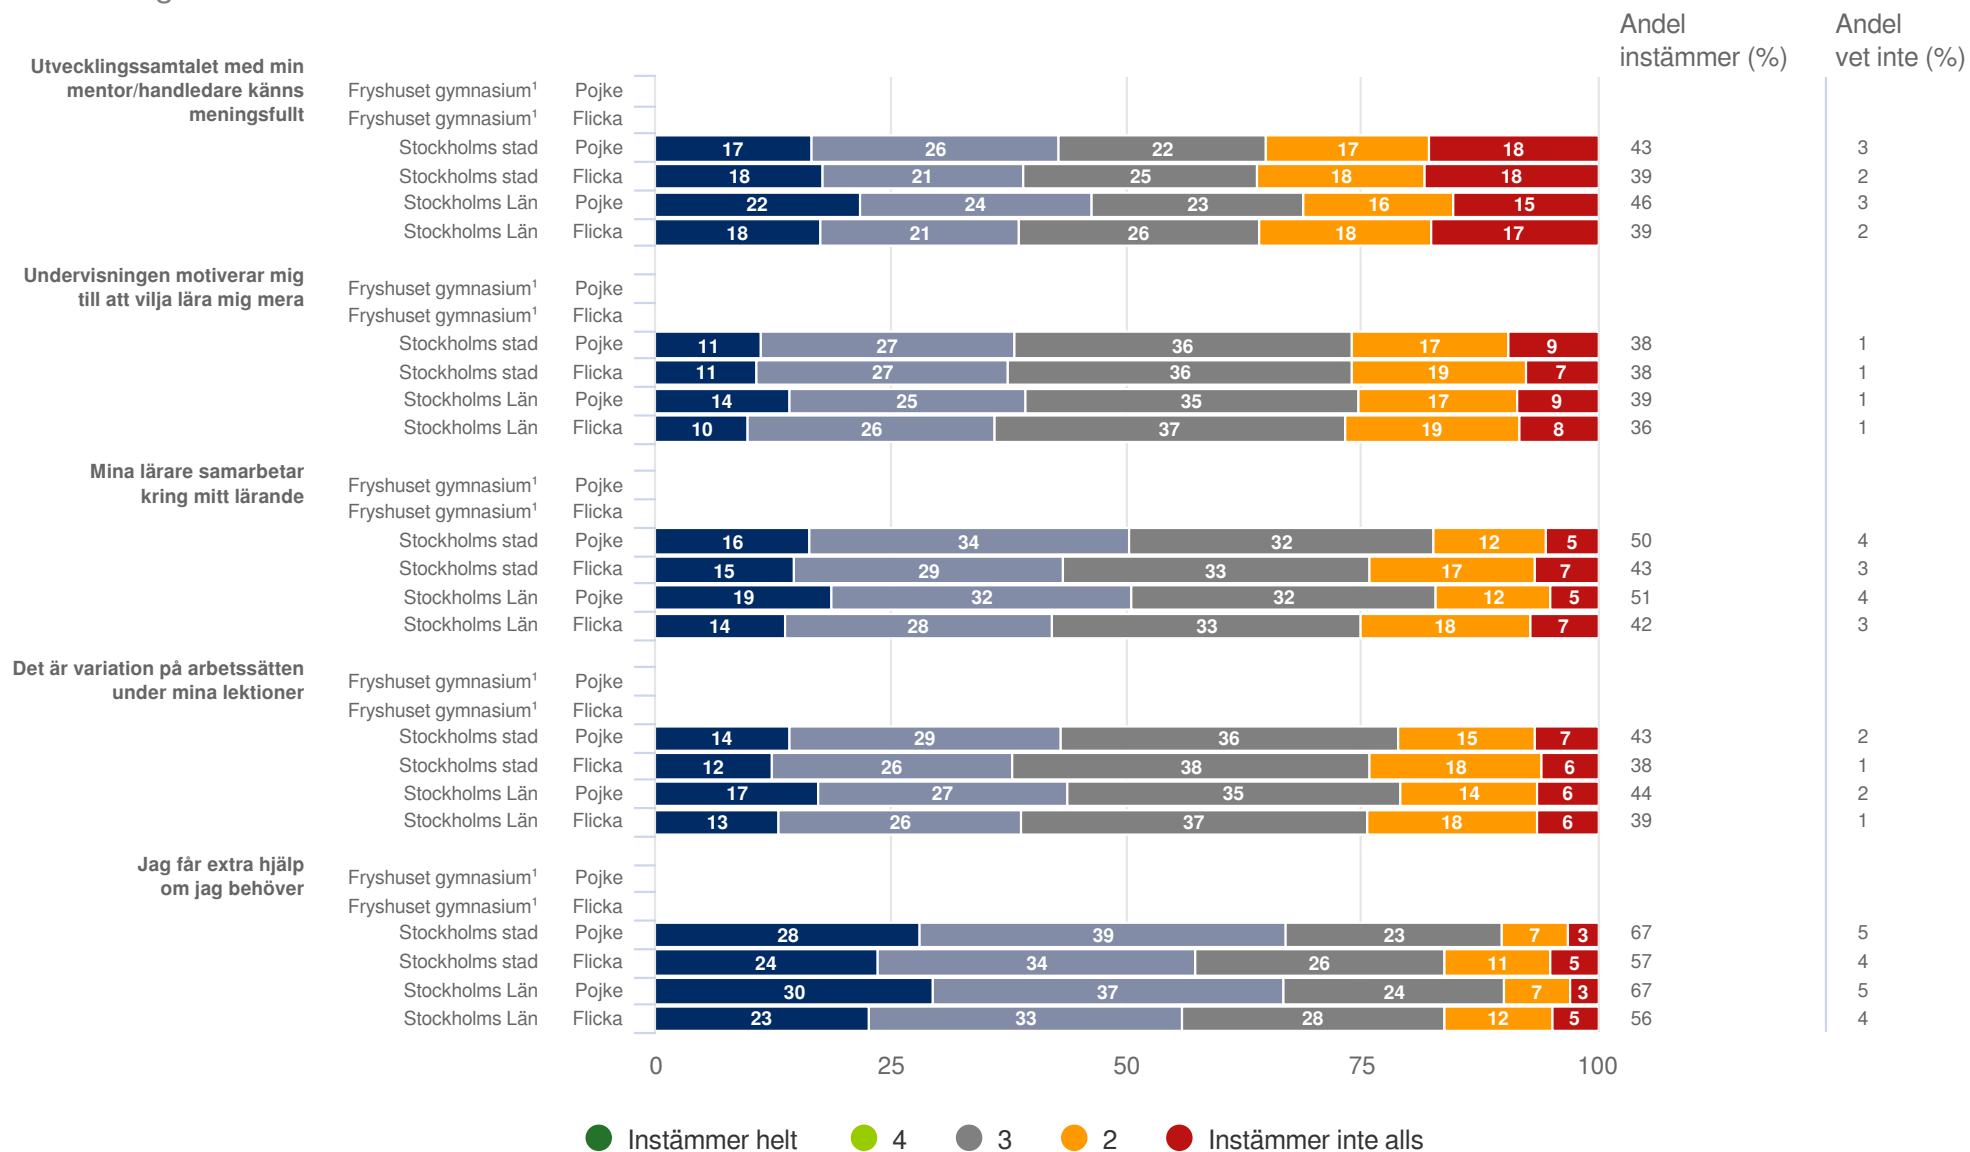 Andel
instämmer (%)
Andel
vet inte (%)
Utvecklingssamtalet med min
mentor/handledare känns
meningsfullt
Fryshuset gymnasium¹ Pojke
Fryshuset gymnasium¹ Flicka
Stockholms stad Pojke 17 26 22 17 18 43 3
Stockholms stad Flicka 18 21 25 18 18 39 2
Stockholms Län Pojke 22 24 23 16 15 46 3
Stockholms Län Flicka 18 21 26 18 17 39 2
Undervisningen motiverar mig
till att vilja lära mig mera
Fryshuset gymnasium¹ Pojke
Fryshuset gymnasium¹ Flicka
Stockholms stad Pojke 11 27 36 17 9 38 1
Stockholms stad Flicka 11 27 36 19 7 38 1
Stockholms Län Pojke 14 25 35 17 9 39 1
Stockholms Län Flicka 10 26 37 19 8 36 1
Mina lärare samarbetar
kring mitt lärande
Fryshuset gymnasium¹ Pojke
Fryshuset gymnasium¹ Flicka
Stockholms stad Pojke 16 34 32 12 5 50 4
Stockholms stad Flicka 15 29 33 17 7 43 3
Stockholms Län Pojke 19 32 32 12 5 51 4
Stockholms Län Flicka 14 28 33 18 7 42 3
Det är variation på arbetssätten
under mina lektioner
Fryshuset gymnasium¹ Pojke
Fryshuset gymnasium¹ Flicka
Stockholms stad Pojke 14 29 36 15 7 43 2
Stockholms stad Flicka 12 26 38 18 6 38 1
Stockholms Län Pojke 17 27 35 14 6 44 2
Stockholms Län Flicka 13 26 37 18 6 39 1
Jag får extra hjälp
om jag behöver
Fryshuset gymnasium¹ Pojke
Fryshuset gymnasium¹ Flicka
Stockholms stad Pojke 28 39 23 7 3 67 5
Stockholms stad Flicka 24 34 26 11 5 57 4
Stockholms Län Pojke 30 37 24 7 3 67 5
Stockholms Län Flicka 23 33 28 12 5 56 4
0 25 50 75 100
Instämmer helt 4 3 2 Instämmer inte alls